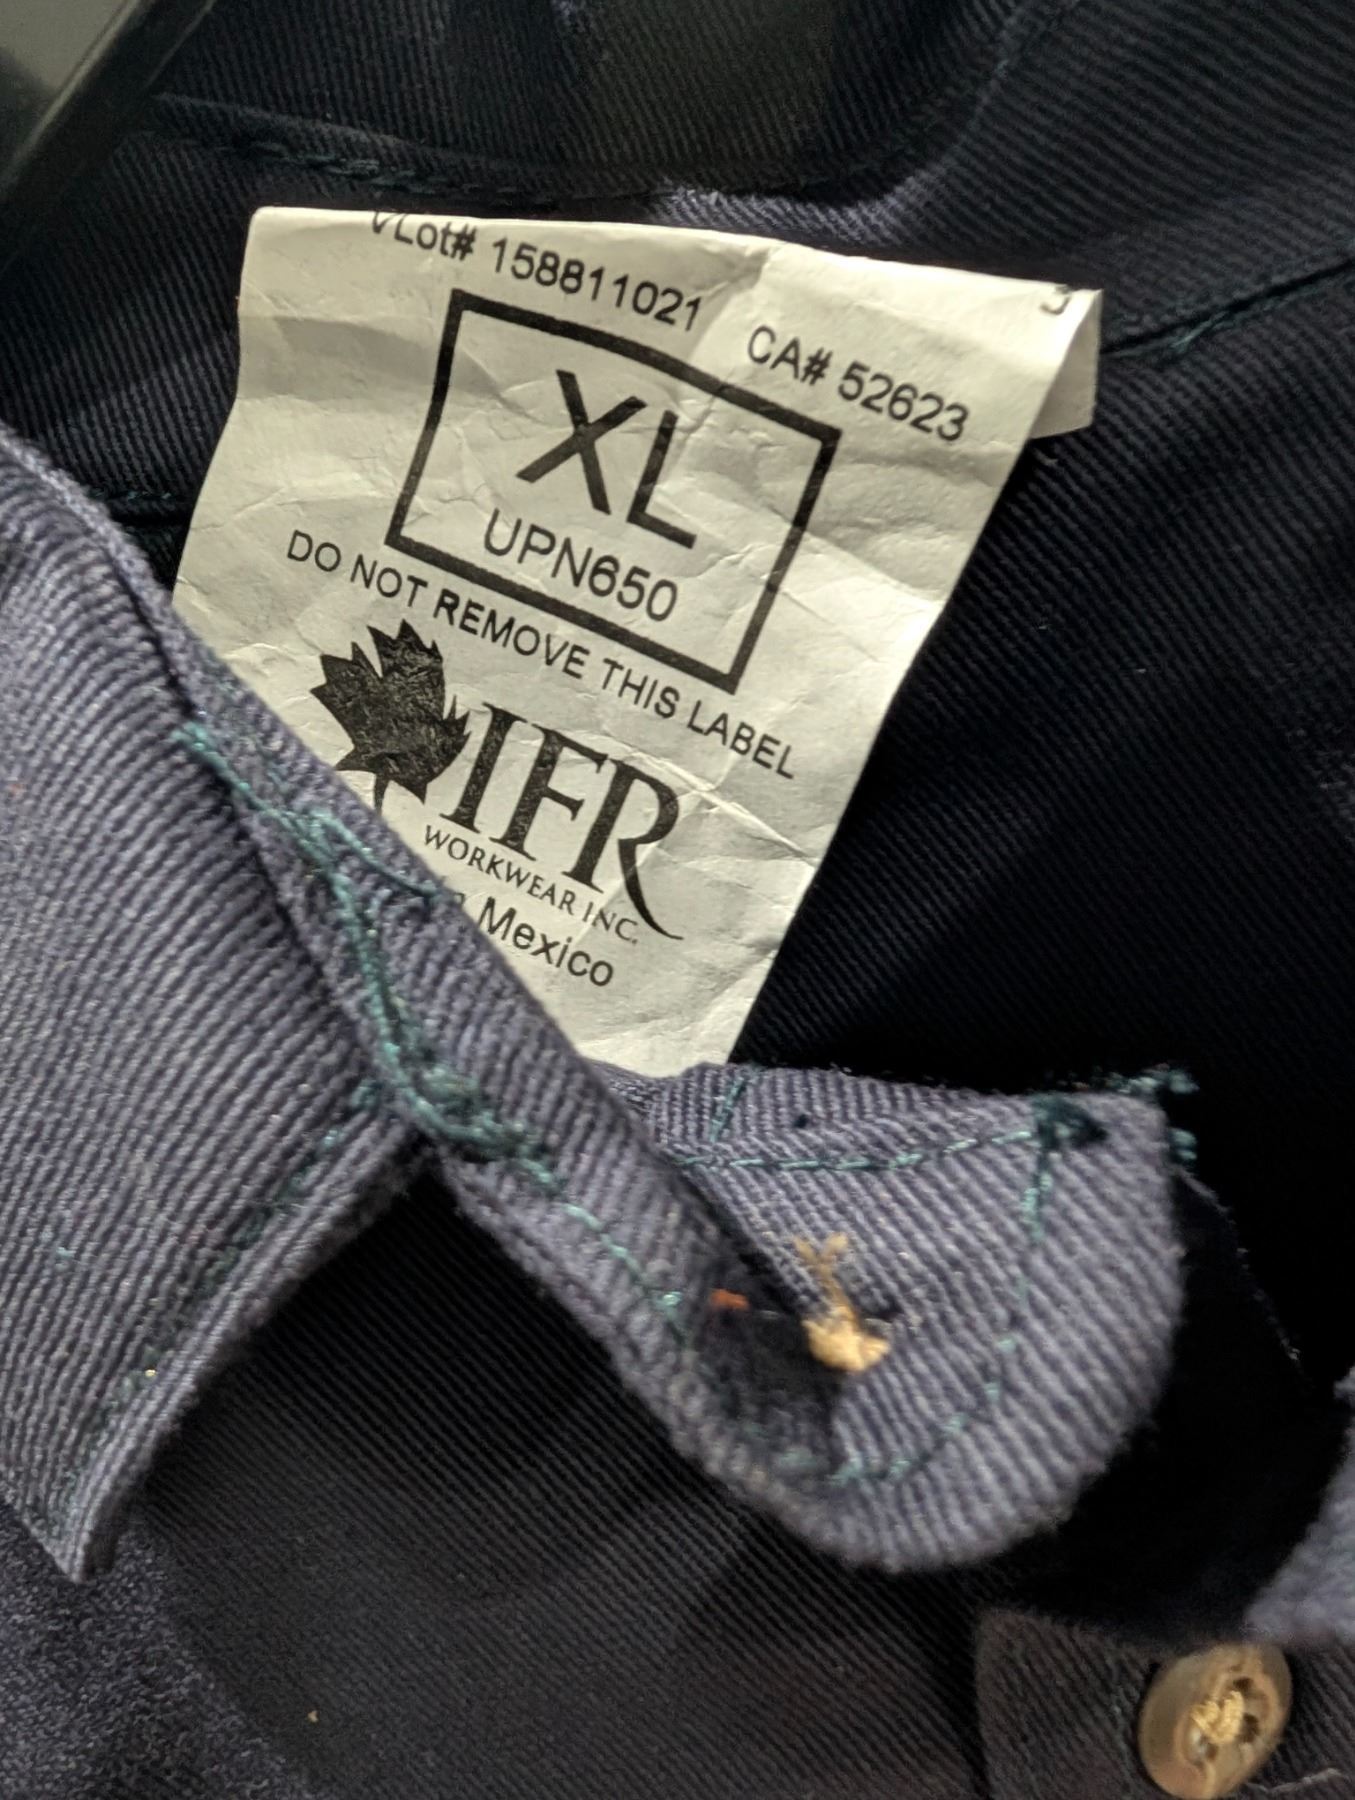 Lot# 158811021
CA# 52623
XL
UPN650
DO NOT REMOVE THIS LABEL
IFR
WORKWEAR INC.
Mexico